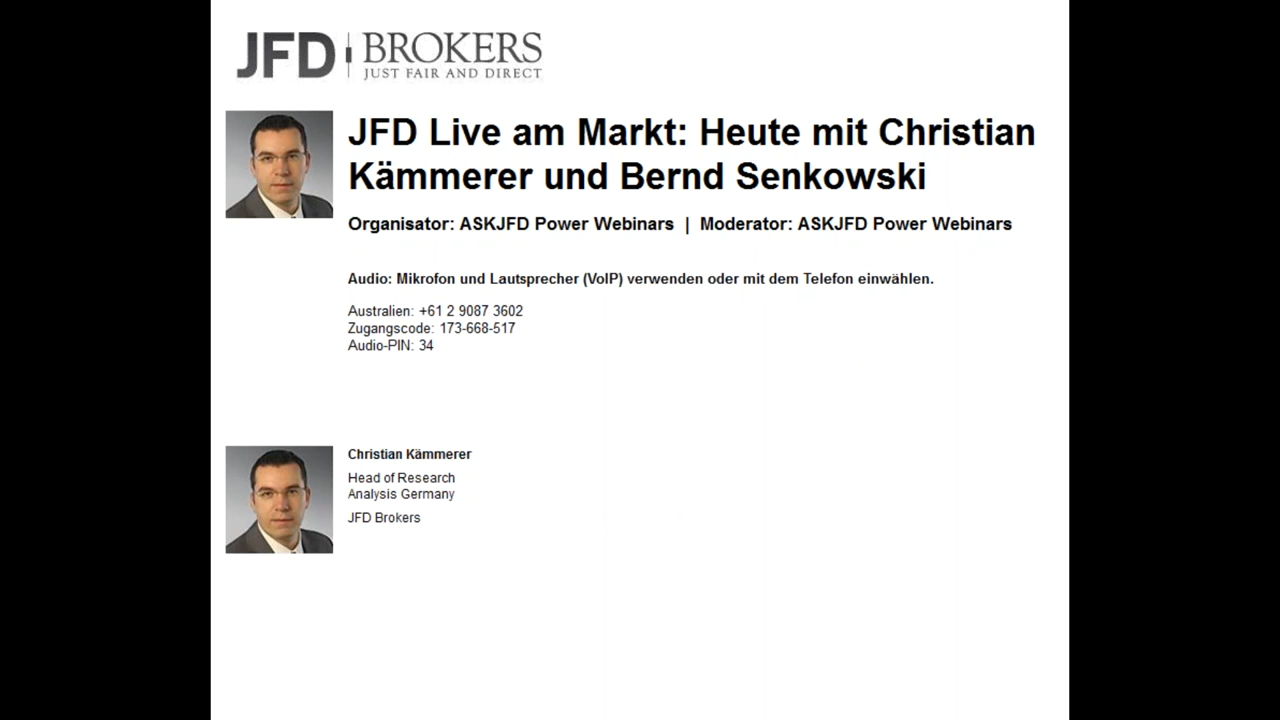 JFD BROKERS
JUST FAIR AND DIRECT
JFD Live am Markt: Heute mit Christian
Kämmerer und Bernd Senkowski
Organisator: ASKJFD Power Webinars | Moderator: ASKJFD Power Webinars
Audio: Mikrofon und Lautsprecher (VoIP) verwenden oder mit dem Telefon einwählen.
Australien: +61 2 9087 3602
Zugangscode: 173-668-517
Audio-PIN: 34
Christian Kämmerer
Head of Research
Analysis Germany
JFD Brokers